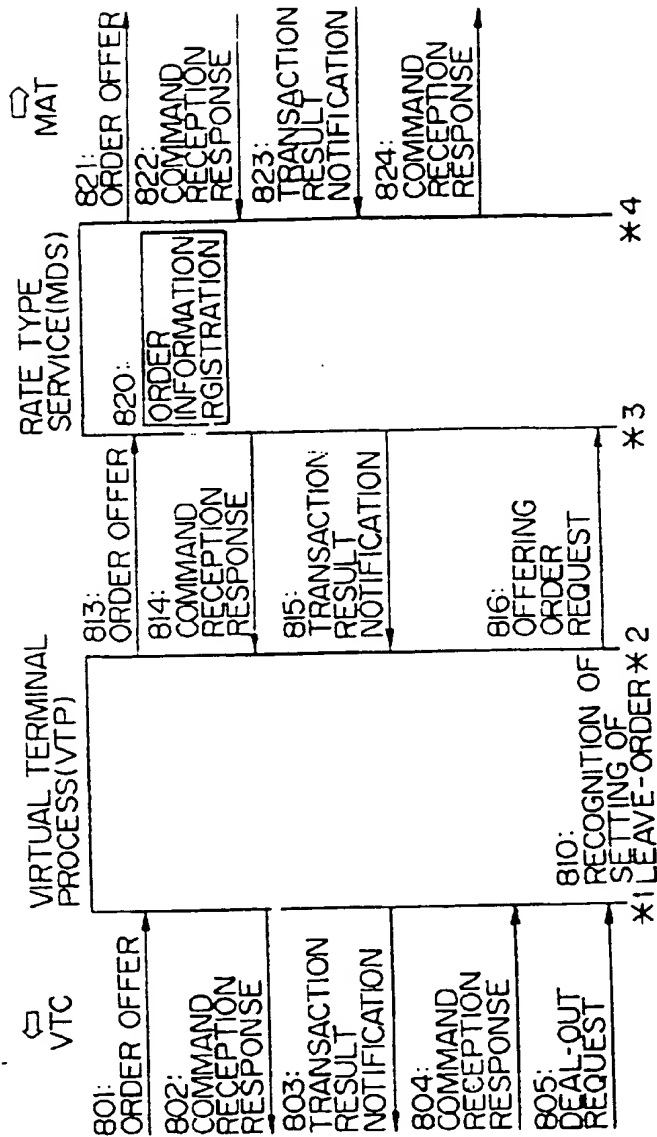 ⇦
VTC
801:
ORDER OFFER
802:
COMMAND
RECEPTION
RESPONSE
803:
TRANSACTION
RESULT
NOTIFICATION
804:
COMMAND
RECEPTION
RESPONSE
805:
DEAL-OUT
REQUEST
VIRTUAL TERMINAL
PROCESS(VTP)
810:
RECOGNITION OF
SETTING OF
LEAVE-ORDER
*1
*2
813:
ORDER OFFER
814:
COMMAND
RECEPTION
RESPONSE
815:
TRANSACTION
RESULT
NOTIFICATION
816:
OFFERING
ORDER
REQUEST
RATE TYPE
SERVICE(MDS)
820:
ORDER
INFORMATION
RGISTRATION
*3
*4
⇨
MAT
821:
ORDER OFFER
822:
COMMAND
RECEPTION
RESPONSE
823:
TRANSACTION
RESULT
NOTIFICATION
824:
COMMAND
RECEPTION
RESPONSE